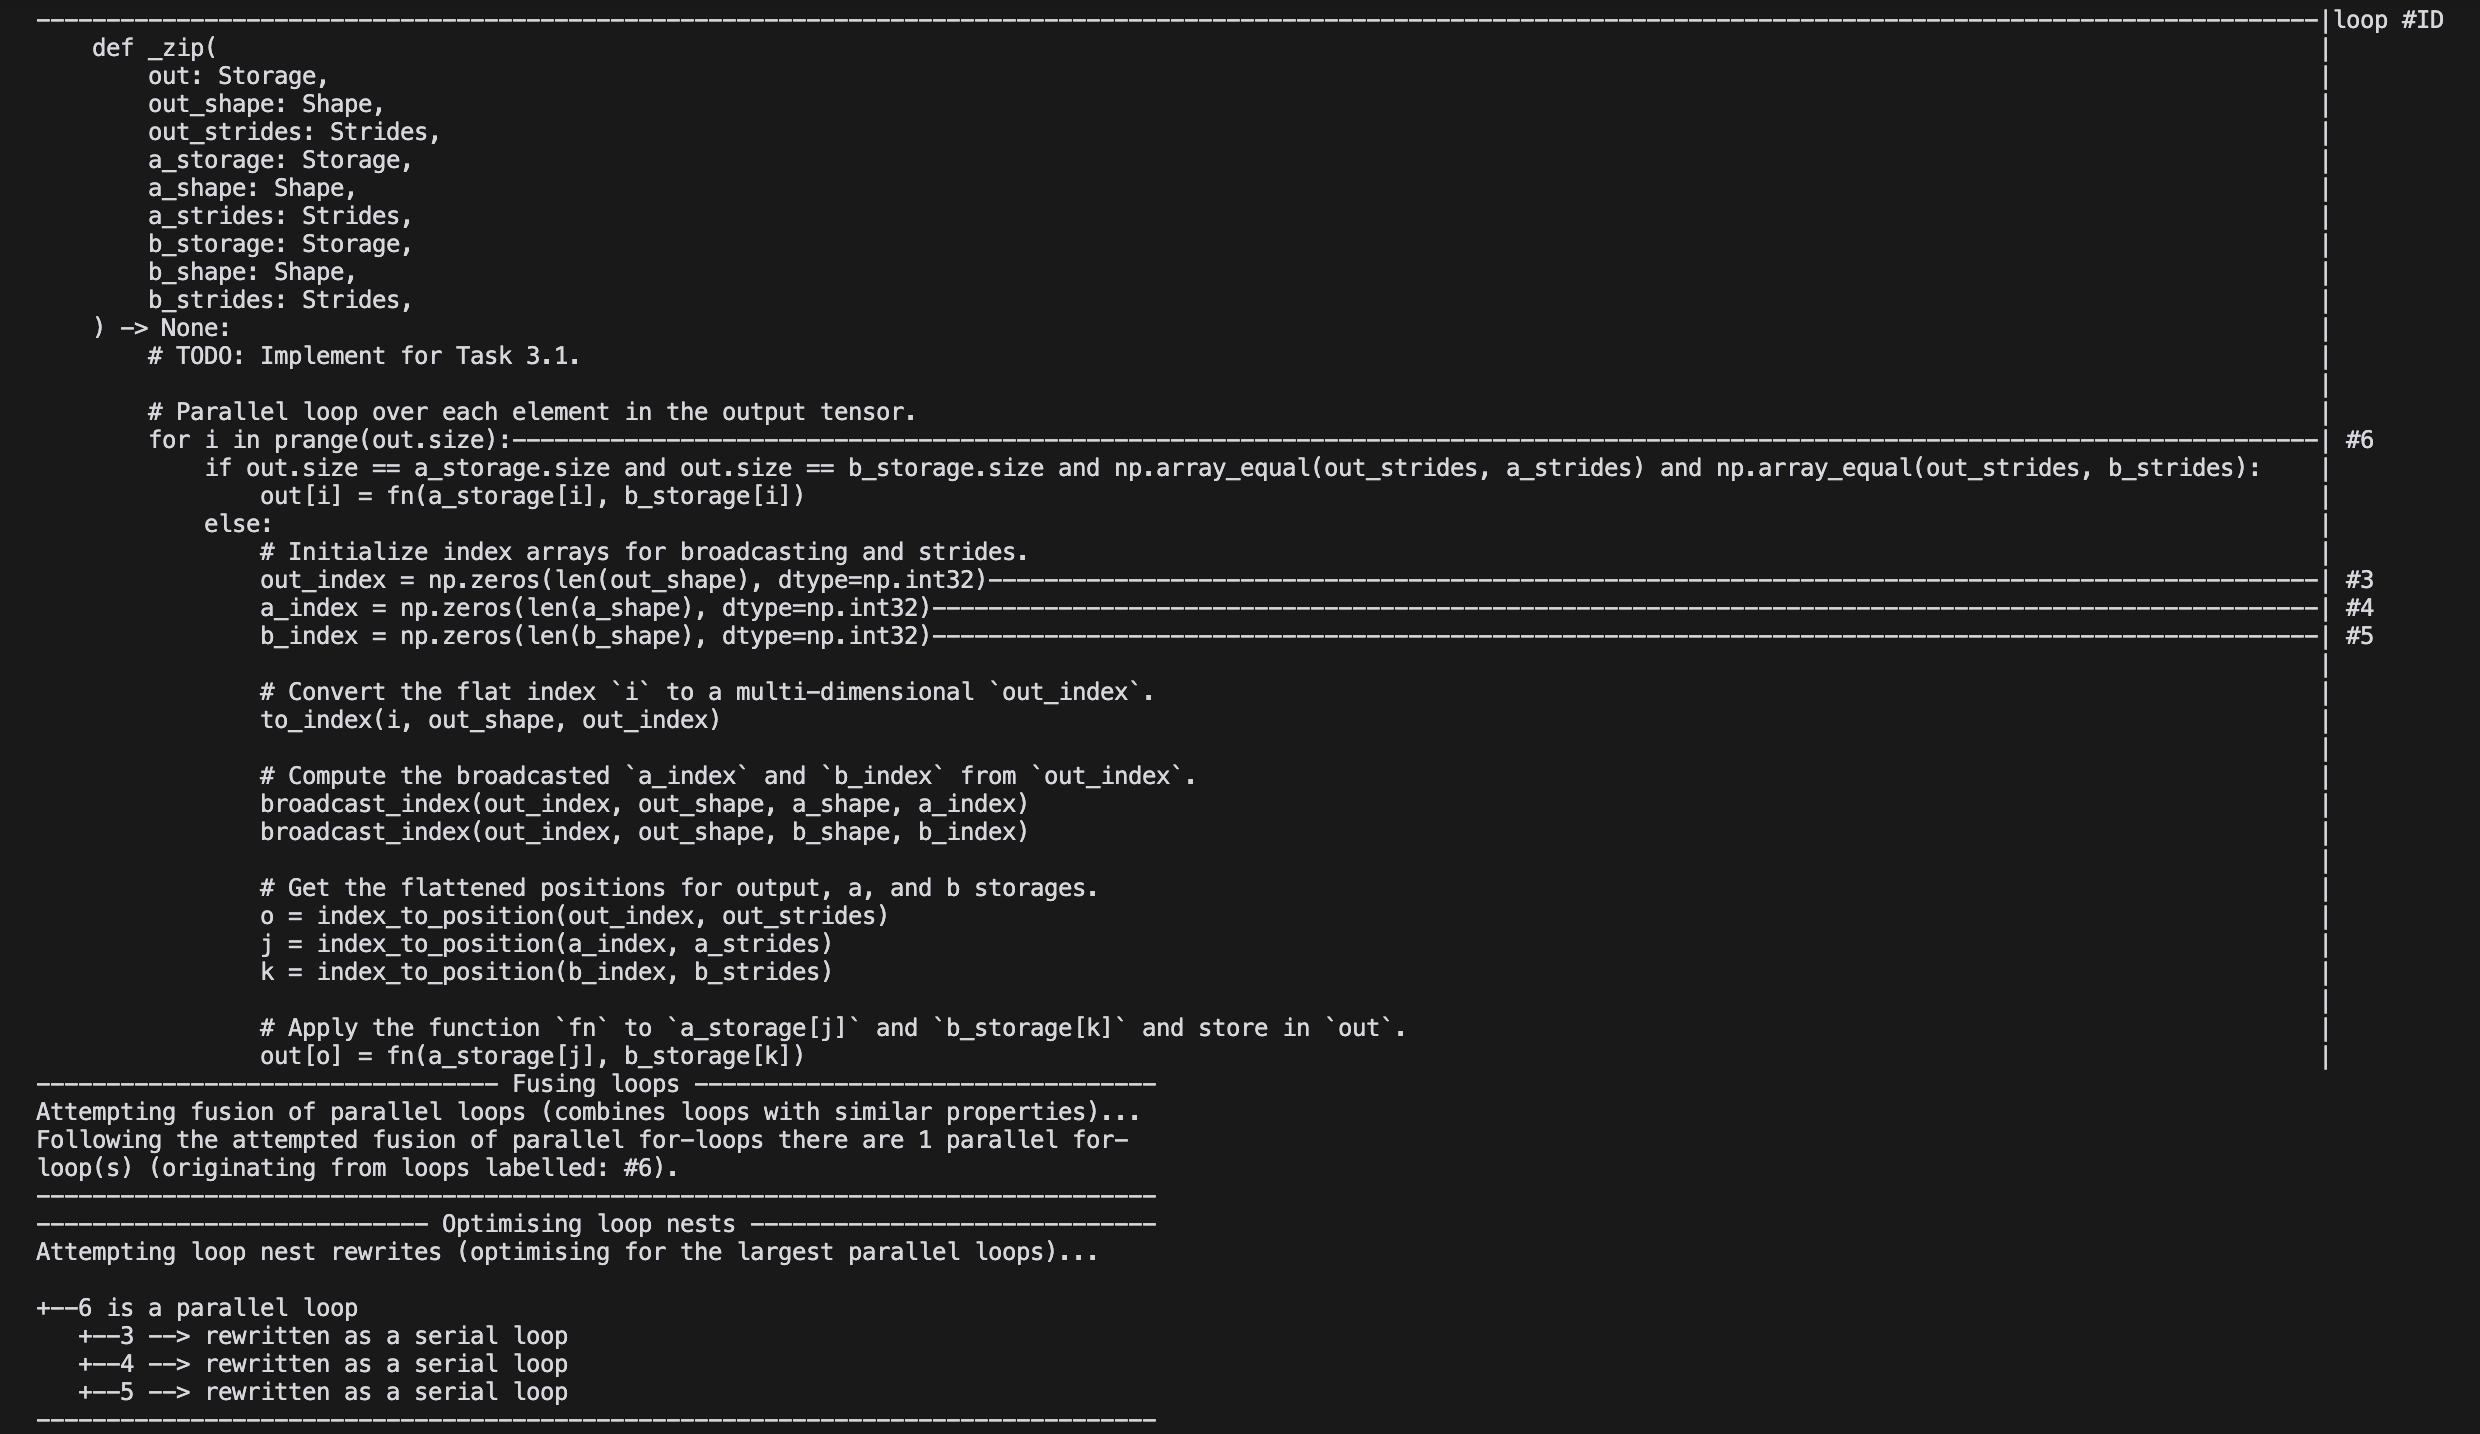 --------------------------------------------------------------------------------------------------------------------------------------------------------------------|loop #ID
    def _zip( |
        out: Storage, |
        out_shape: Shape, |
        out_strides: Strides, |
        a_storage: Storage, |
        a_shape: Shape, |
        a_strides: Strides, |
        b_storage: Storage, |
        b_shape: Shape, |
        b_strides: Strides, |
    ) -> None: |
        # TODO: Implement for Task 3.1. |
        # Parallel loop over each element in the output tensor. |
        for i in prange(out.size):---------------------------------------------------------------------------------------------------------------------------------| #6
            if out.size == a_storage.size and out.size == b_storage.size and np.array_equal(out_strides, a_strides) and np.array_equal(out_strides, b_strides): |
                out[i] = fn(a_storage[i], b_storage[i]) |
            else: |
                # Initialize index arrays for broadcasting and strides. |
                out_index = np.zeros(len(out_shape), dtype=np.int32)-----------------------------------------------------------------------------------------------| #3
                a_index = np.zeros(len(a_shape), dtype=np.int32)---------------------------------------------------------------------------------------------------| #4
                b_index = np.zeros(len(b_shape), dtype=np.int32)---------------------------------------------------------------------------------------------------| #5
                # Convert the flat index `i` to a multi-dimensional `out_index`. |
                to_index(i, out_shape, out_index) |
                # Compute the broadcasted `a_index` and `b_index` from `out_index`. |
                broadcast_index(out_index, out_shape, a_shape, a_index) |
                broadcast_index(out_index, out_shape, b_shape, b_index) |
                # Get the flattened positions for output, a, and b storages. |
                o = index_to_position(out_index, out_strides) |
                j = index_to_position(a_index, a_strides) |
                k = index_to_position(b_index, b_strides) |
                # Apply the function `fn` to `a_storage[j]` and `b_storage[k]` and store in `out`. |
                out[o] = fn(a_storage[j], b_storage[k]) |
--------------------------------- Fusing loops ---------------------------------
Attempting fusion of parallel loops (combines loops with similar properties)...
Following the attempted fusion of parallel for-loops there are 1 parallel for-
loop(s) (originating from loops labelled: #6).
--------------------------------------------------------------------------------
---------------------------- Optimising loop nests -----------------------------
Attempting loop nest rewrites (optimising for the largest parallel loops)...
+--6 is a parallel loop
   +--3 --> rewritten as a serial loop
   +--4 --> rewritten as a serial loop
   +--5 --> rewritten as a serial loop
--------------------------------------------------------------------------------